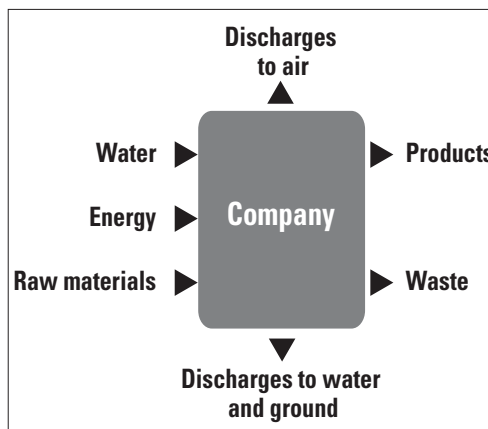 Discharges
to air
Water
Products
Energy
Company
Raw materials
Waste
Discharges to water
and ground